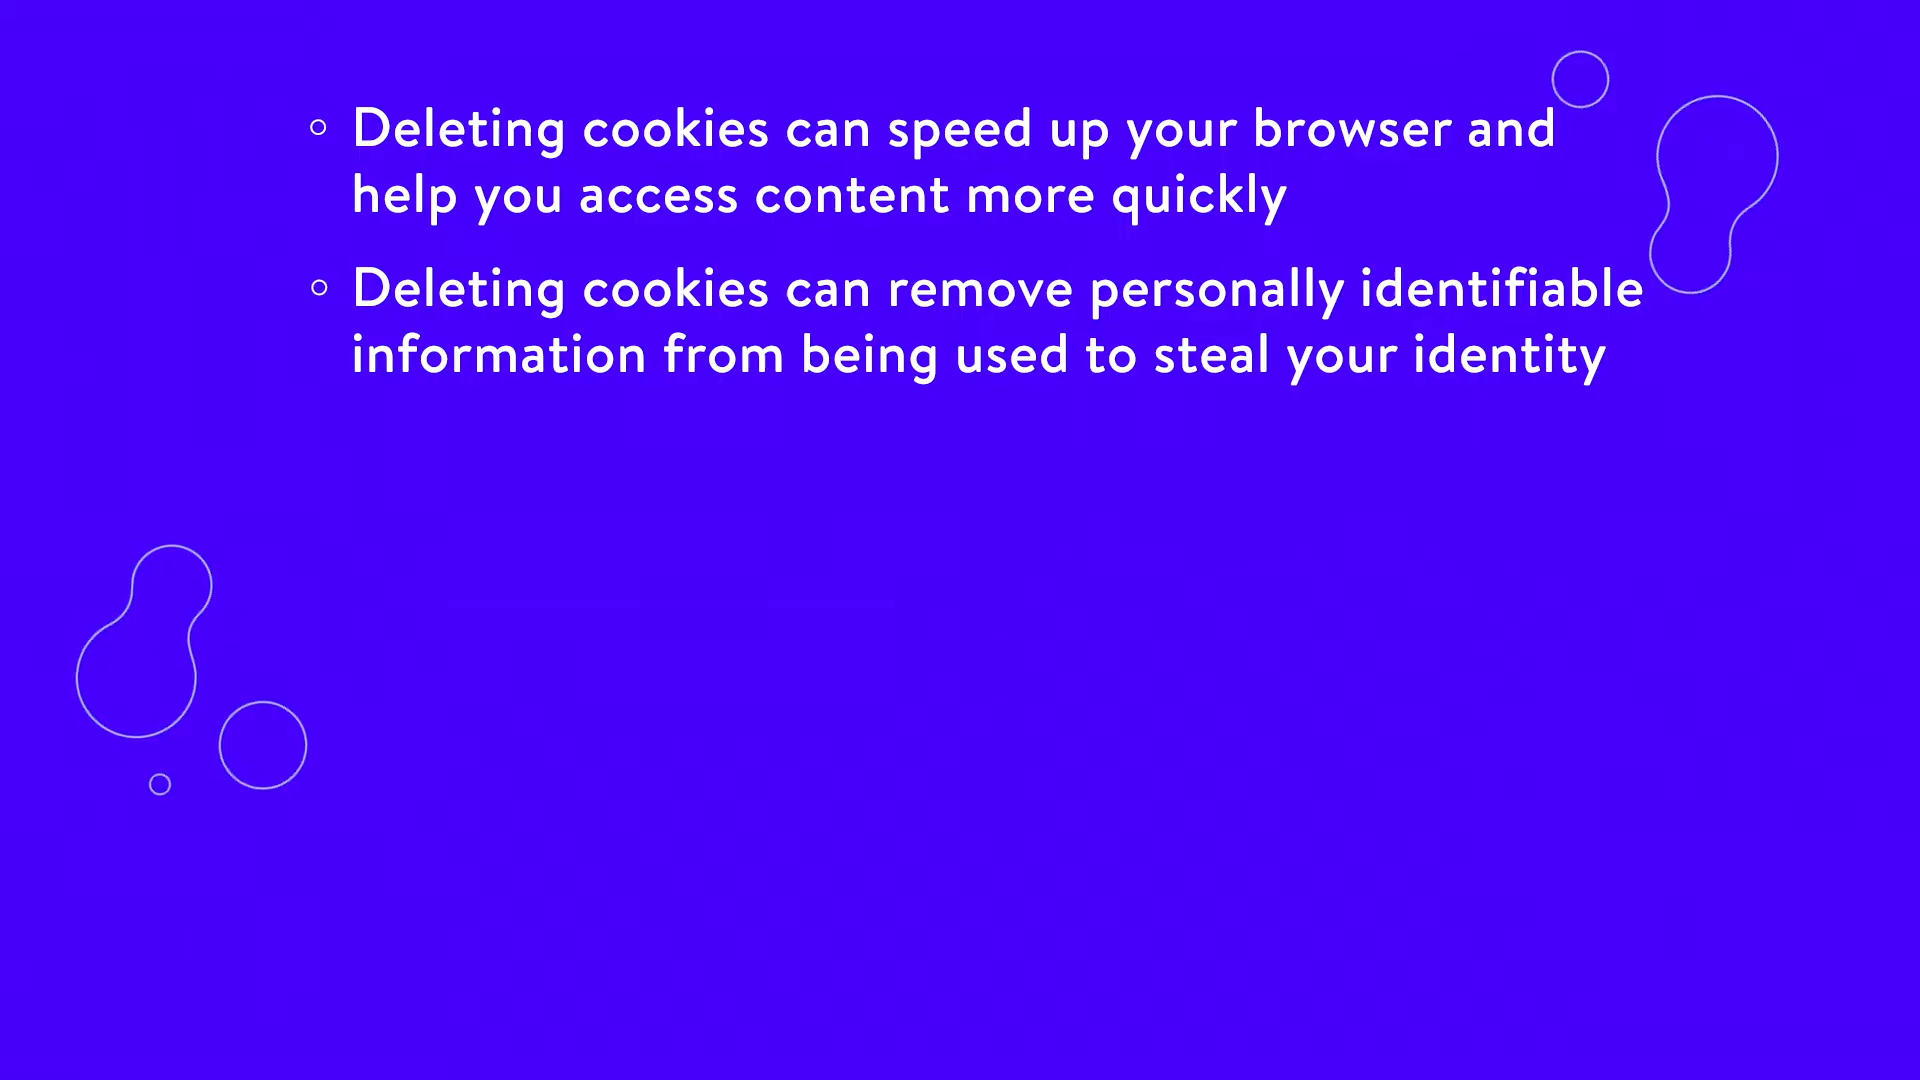 Deleting cookies can speed up your browser and
help you access content more quickly
Deleting cookies can remove personally identifiable
information from being used to steal your identity